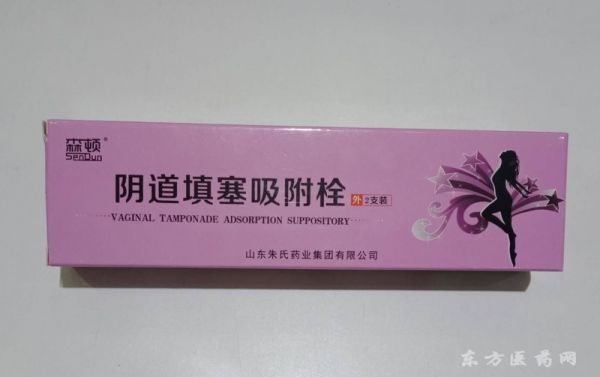 森顿®
SenDun
阴道填塞吸附栓 外 2支装
VAGINAL TAMPONADE ADSORPTION SUPPOSITORY
山东朱氏药业集团有限公司
东方医药网